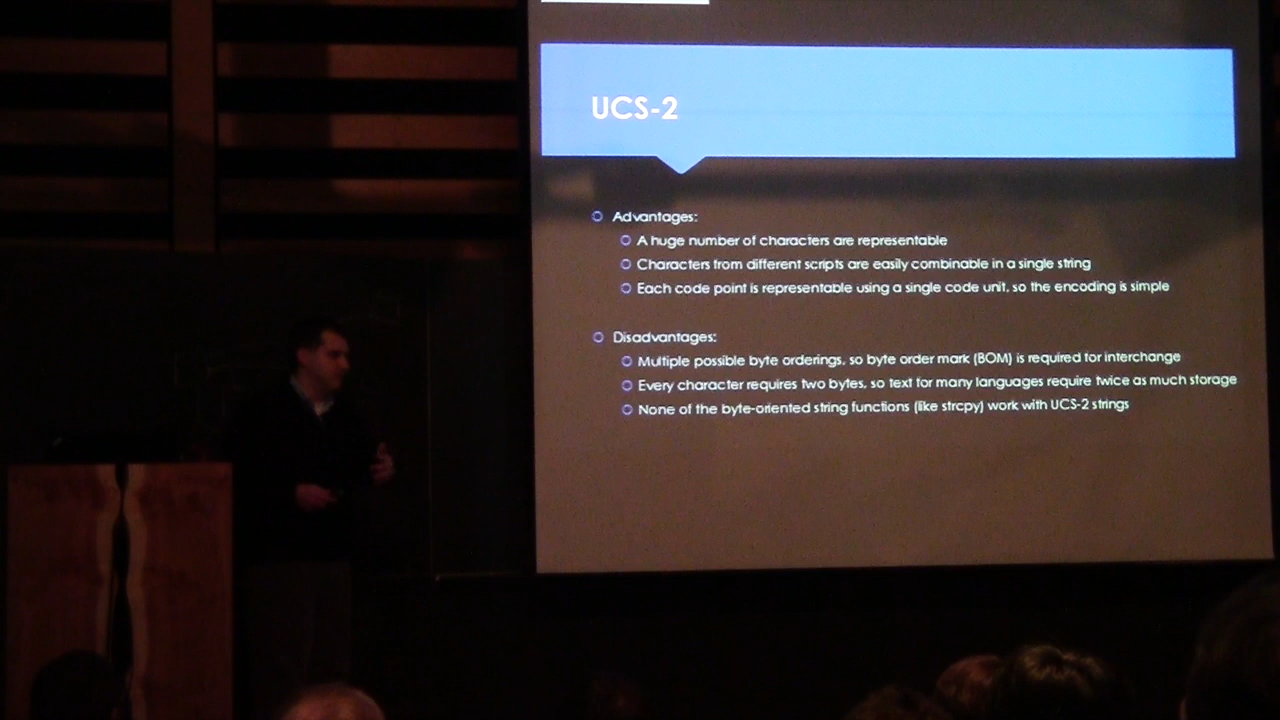 UCS-2
Advantages:
A huge number of characters are representable
Characters from different scripts are easily combinable in a single string
Each code point is representable using a single code unit, so the encoding is simple
Disadvantages:
Multiple possible byte orderings, so byte order mark (BOM) is required for interchange
Every character requires two bytes, so text for many languages require twice as much storage
None of the byte-oriented string functions (like strcpy) work with UCS-2 strings